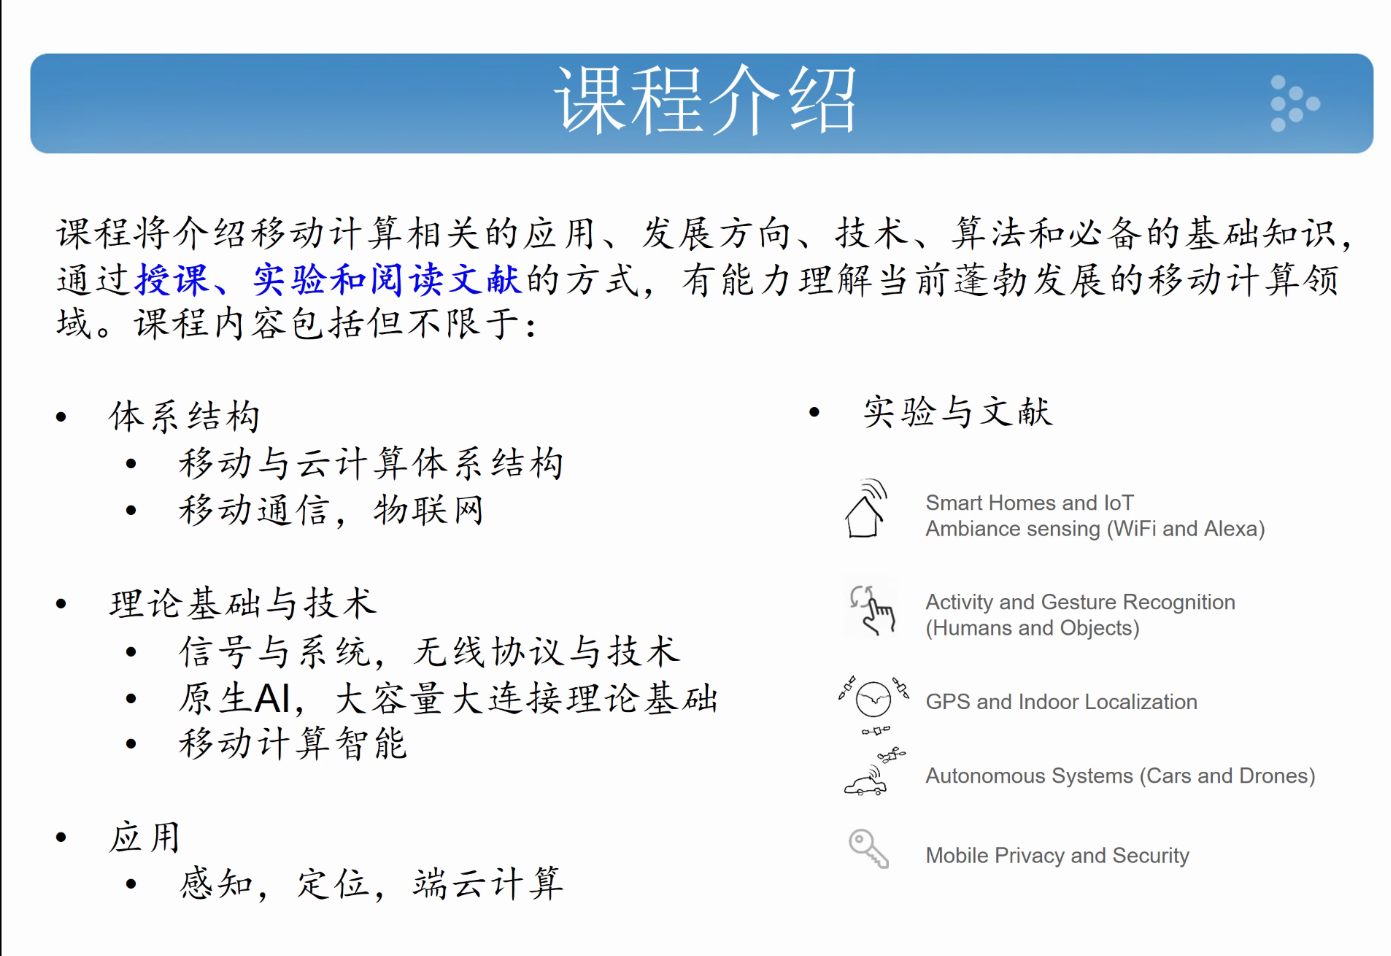 课程介绍
课程将介绍移动计算相关的应用、发展方向、技术、算法和必备的基础知识，
通过授课、实验和阅读文献的方式，有能力理解当前蓬勃发展的移动计算领
域。课程内容包括但不限于：
• 体系结构
• 移动与云计算体系结构
• 移动通信，物联网
• 理论基础与技术
• 信号与系统，无线协议与技术
• 原生AI，大容量大连接理论基础
• 移动计算智能
• 应用
• 感知，定位，端云计算
• 实验与文献
Smart Homes and IoT
Ambiance sensing (WiFi and Alexa)
Activity and Gesture Recognition
(Humans and Objects)
GPS and Indoor Localization
Autonomous Systems (Cars and Drones)
Mobile Privacy and Security